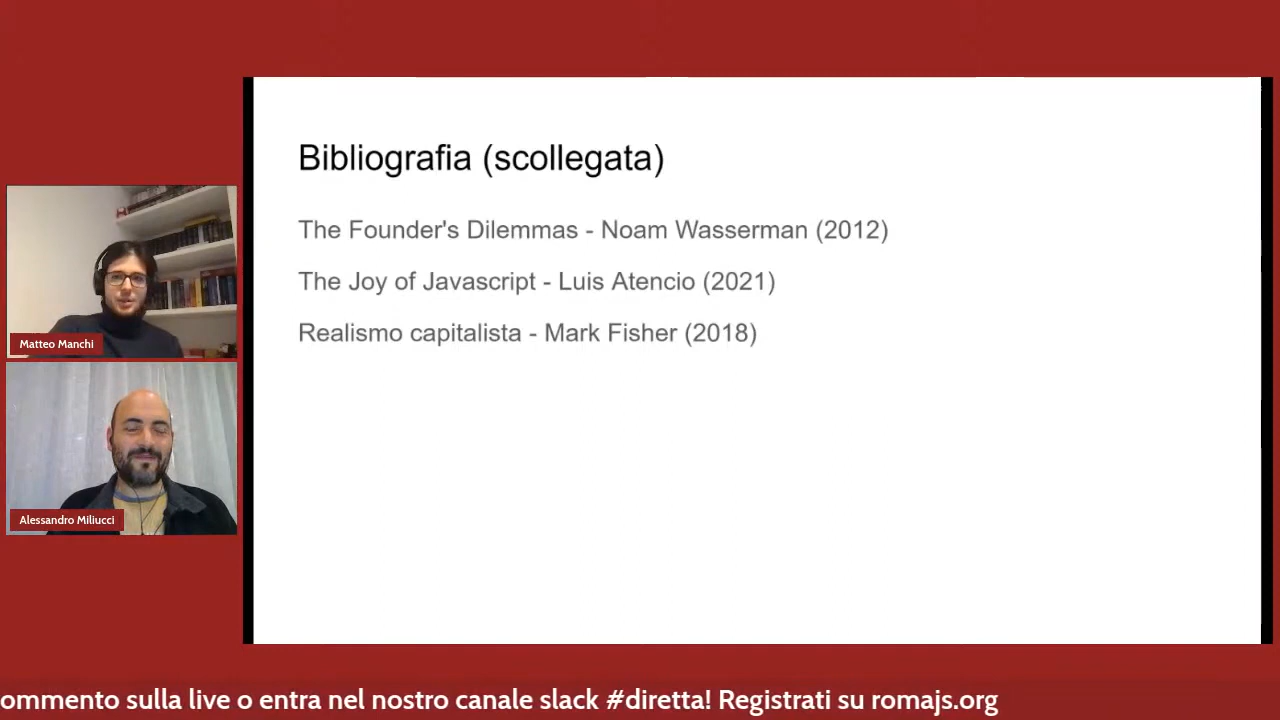 Bibliografia (scollegata)
The Founder's Dilemmas - Noam Wasserman (2012)
The Joy of Javascript - Luis Atencio (2021)
Realismo capitalista - Mark Fisher (2018)
Matteo Manchi
Alessandro Miliucci
ommento sulla live o entra nel nostro canale slack #diretta! Registrati su romajs.org